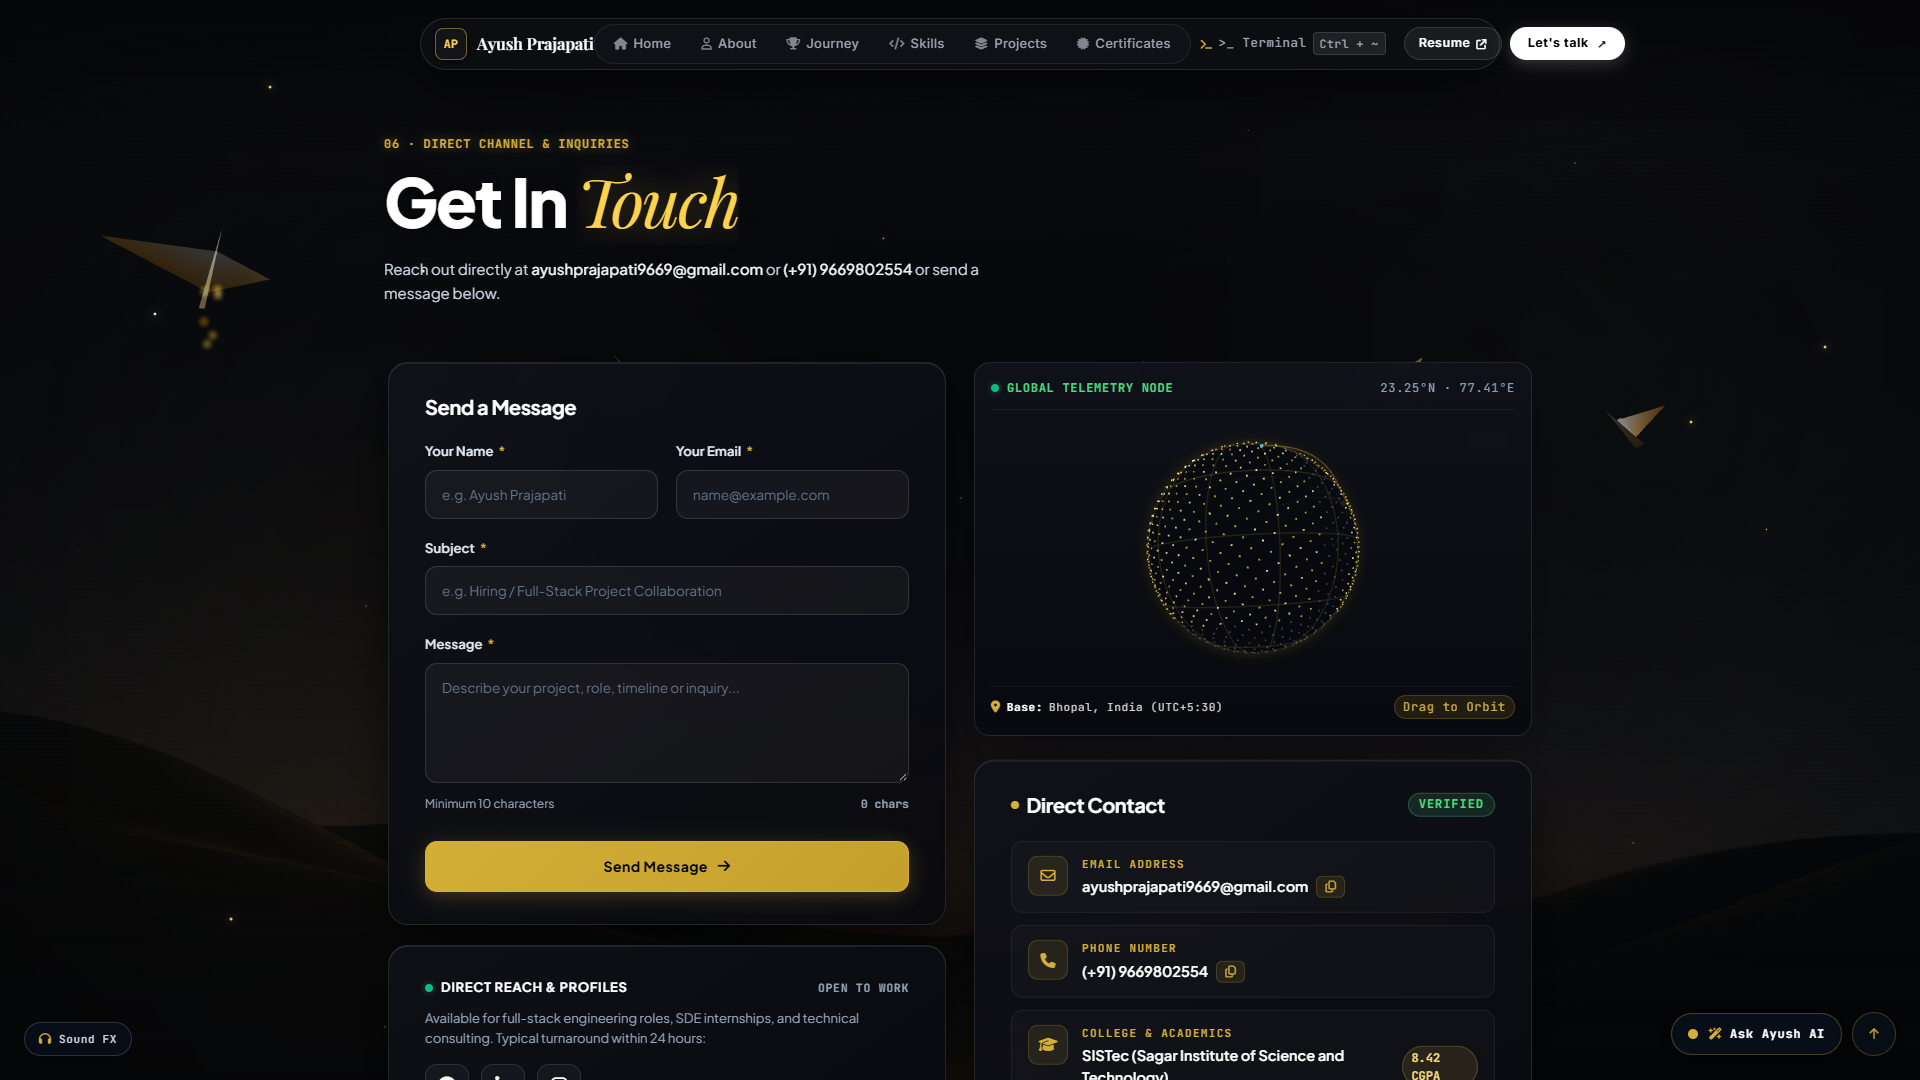 AP Ayush Prajapati Home About Journey Skills Projects Certificates >_ Terminal Ctrl + ~ Resume Let's talk ↗
06 · DIRECT CHANNEL & INQUIRIES
Get In Touch
Reach out directly at ayushprajapati9669@gmail.com or (+91) 9669802554 or send a
message below.
Send a Message
Your Name * Your Email *
e.g. Ayush Prajapati name@example.com
Subject *
e.g. Hiring / Full-Stack Project Collaboration
Message *
Describe your project, role, timeline or inquiry...
Minimum 10 characters 0 chars
Send Message →
DIRECT REACH & PROFILES OPEN TO WORK
Available for full-stack engineering roles, SDE internships, and technical
consulting. Typical turnaround within 24 hours:
GLOBAL TELEMETRY NODE 23.25°N · 77.41°E
Base: Bhopal, India (UTC+5:30) Drag to Orbit
Direct Contact VERIFIED
EMAIL ADDRESS
ayushprajapati9669@gmail.com
PHONE NUMBER
(+91) 9669802554
COLLEGE & ACADEMICS
SISTec (Sagar Institute of Science and
Technology)
8.42
CGPA
Sound FX
Ask Ayush AI